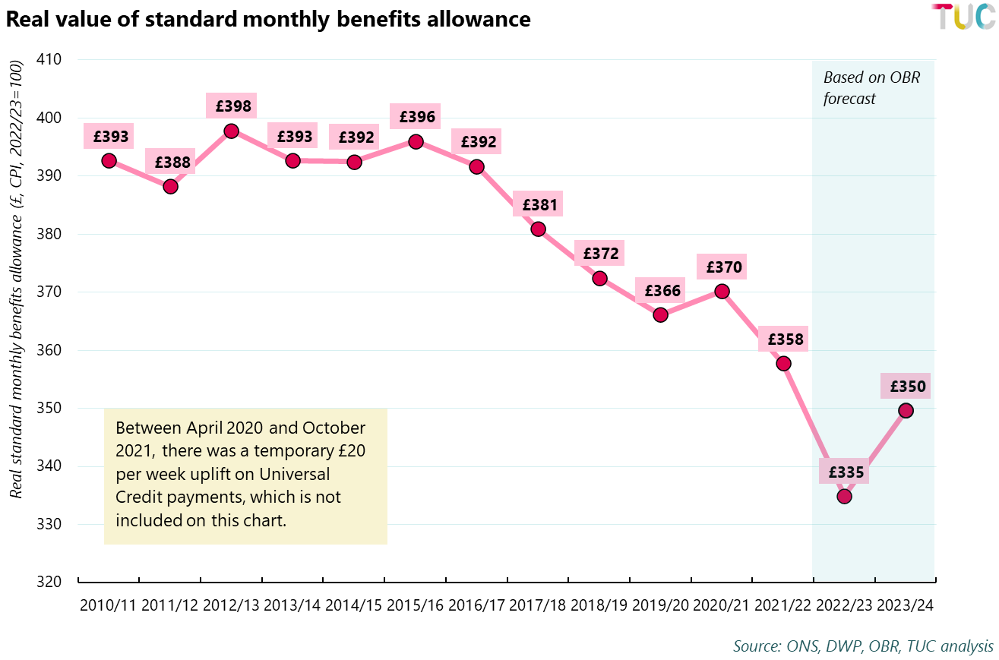 Real value of standard monthly benefits allowance
TUC
Real standard monthly benefits allowance (£, CPI, 2022/23=100)
410
400
390
380
370
360
350
340
330
320
Based on OBR
forecast
£393
£388
£398
£393
£392
£396
£392
£381
£372
£366
£370
£358
£335
£350
Between April 2020 and October
2021, there was a temporary £20
per week uplift on Universal
Credit payments, which is not
included on this chart.
2010/11 2011/12 2012/13 2013/14 2014/15 2015/16 2016/17 2017/18 2018/19 2019/20 2020/21 2021/22 2022/23 2023/24
Source: ONS, DWP, OBR, TUC analysis